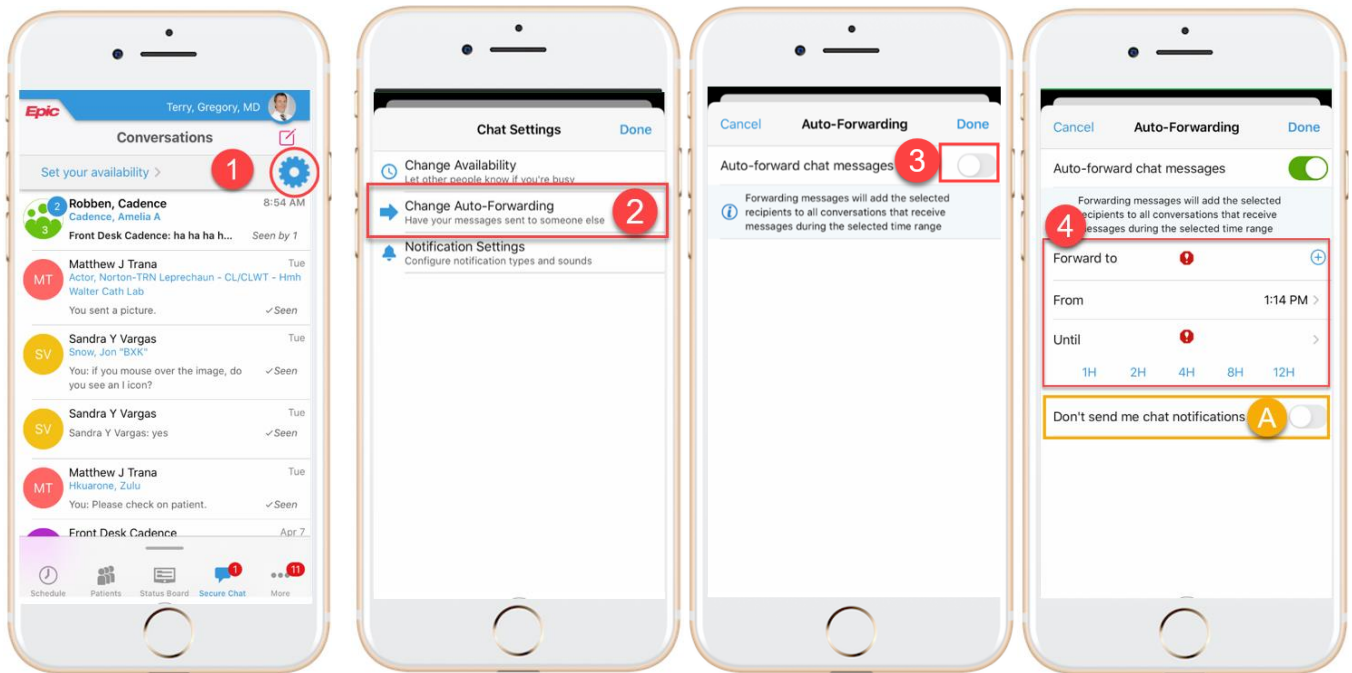 Epic
Terry, Gregory, MD
Conversations
Set your availability >
1
2
3
Robben, Cadence
8:54 AM
Cadence, Amelia A
Front Desk Cadence: ha ha ha h...
Seen by 1
MT
Matthew J Trana
Tue
Actor, Norton-TRN Leprechaun - CL/CLWT - Hmh
Walter Cath Lab
You sent a picture.
✓Seen
SV
Sandra Y Vargas
Tue
Snow, Jon "BXK"
You: if you mouse over the image, do
✓Seen
you see an I icon?
SV
Sandra Y Vargas
Tue
Sandra Y Vargas: yes
✓Seen
MT
Matthew J Trana
Tue
Hkuarone, Zulu
You: Please check on patient.
✓Seen
Front Desk Cadence
Apr 7
1
11
Schedule
Patients
Status Board
Secure Chat
More
Chat Settings
Done
Change Availability
Let other people know if you're busy
Change Auto-Forwarding
Have your messages sent to someone else
2
Notification Settings
Configure notification types and sounds
Cancel
Auto-Forwarding
Done
Auto-forward chat messages
3
Forwarding messages will add the selected
recipients to all conversations that receive
messages during the selected time range
Cancel
Auto-Forwarding
Done
Auto-forward chat messages
Forwarding messages will add the selected
recipients to all conversations that receive
messages during the selected time range
4
Forward to
From
1:14 PM >
Until
>
1H
2H
4H
8H
12H
Don't send me chat notifications
A